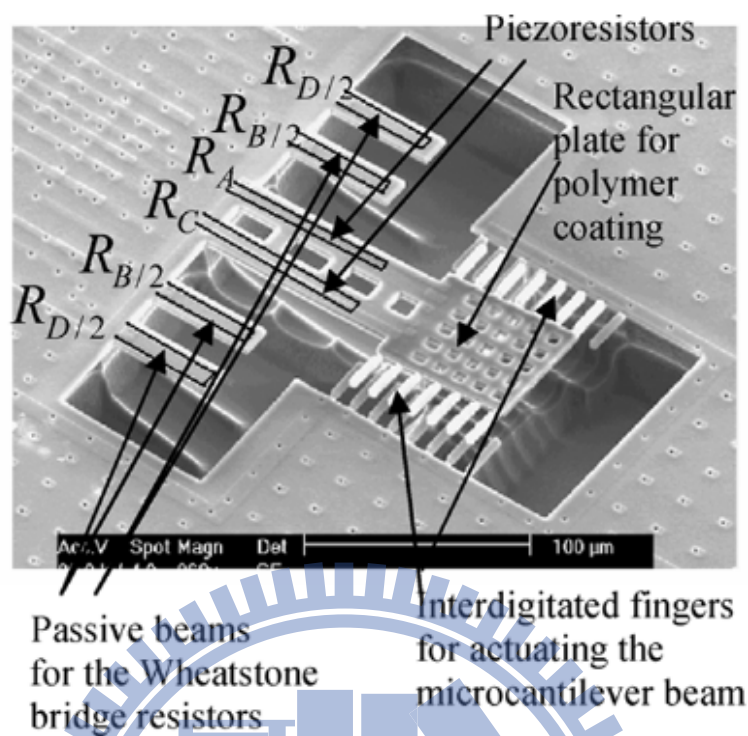 Piezoresistors
R_{D/2}
Rectangular
plate for
polymer
coating
R_{B/2}
R_A
R_C
R_{B/2}
R_{D/2}
Acc.V Spot Magn Det
100 μm
Passive beams
for the Wheatstone
bridge resistors
Interdigitated fingers
for actuating the
microcantilever beam